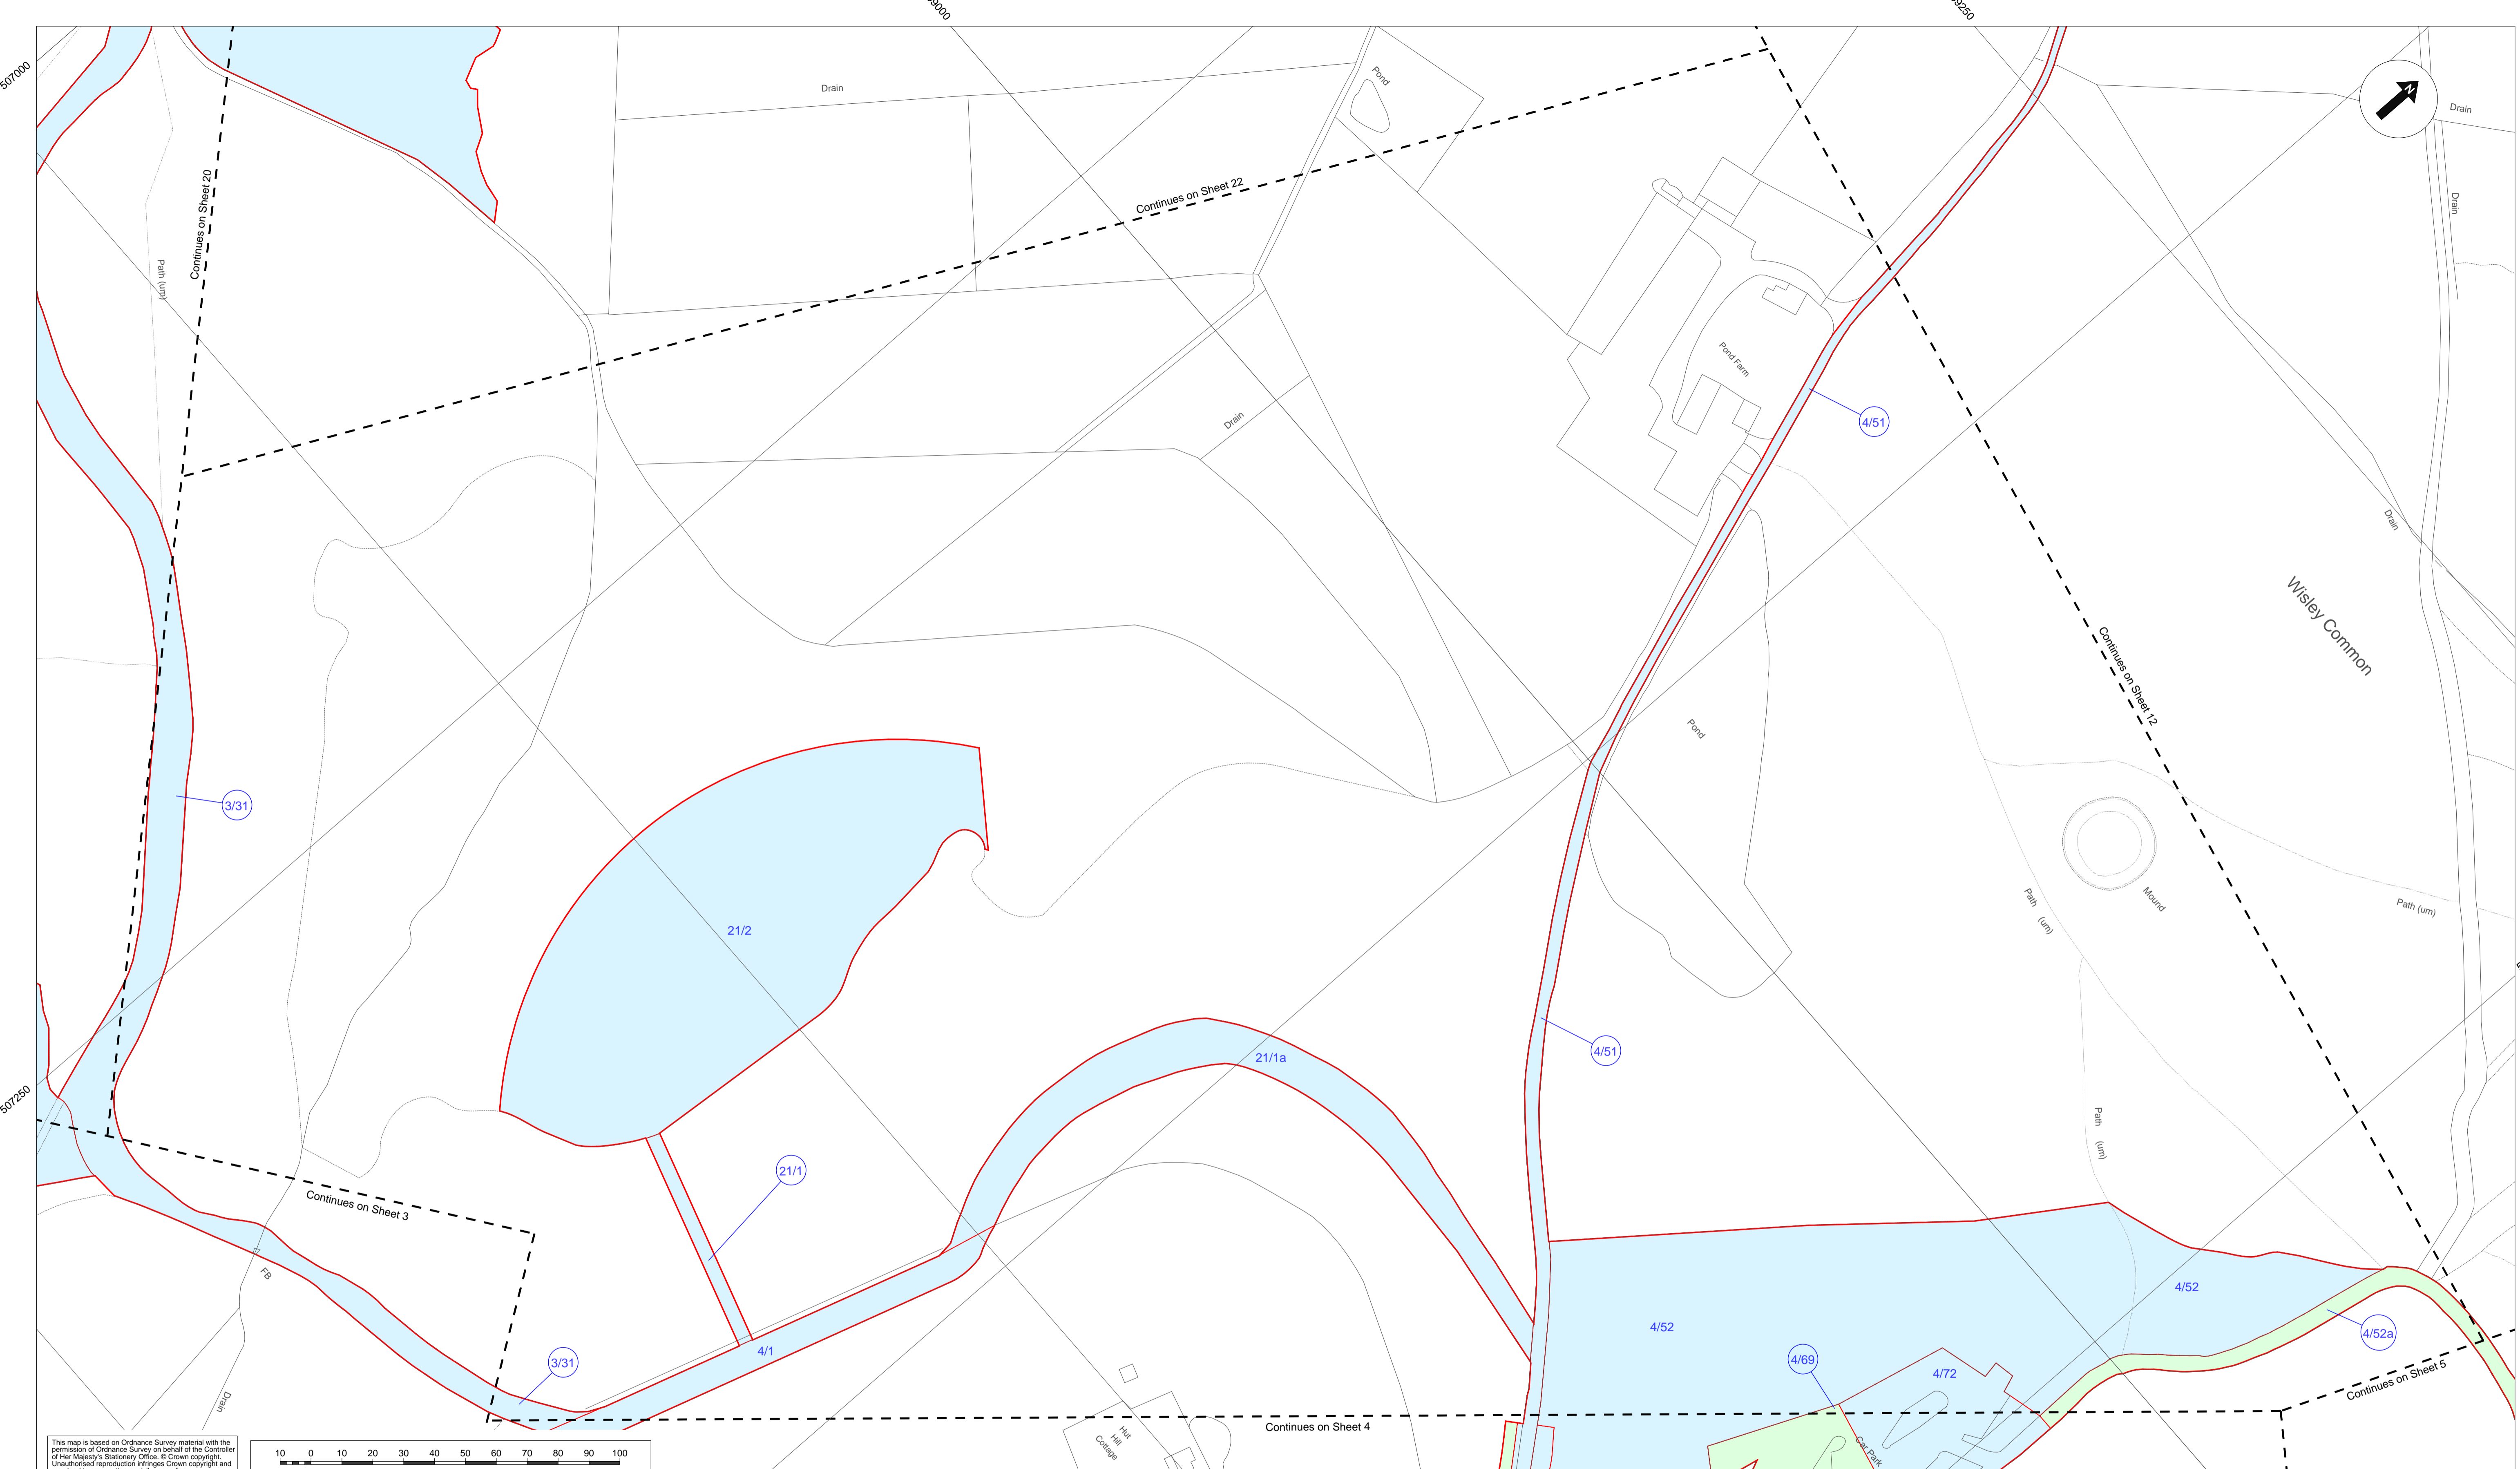 9000
9250
507000
Drain
Pond
N
Drain
Drain
Continues on Sheet 20
Continues on Sheet 22
Path (um)
Pond Farm
4/51
Drain
Drain
Wisley Common
Continues on Sheet 12
Pond
3/31
Mound
Path (um)
Path (um)
21/2
4/51
21/1a
507250
Path (um)
21/1
Continues on Sheet 3
FB
4/52
4/52
4/52a
4/1
3/31
4/69
4/72
Continues on Sheet 5
Drain
Continues on Sheet 4
Hut
Hill
Cottage
Car Park
This map is based on Ordnance Survey material with the
permission of Ordnance Survey on behalf of the Controller
of Her Majesty's Stationery Office. © Crown copyright.
Unauthorised reproduction infringes Crown copyright and
10 0 10 20 30 40 50 60 70 80 90 100